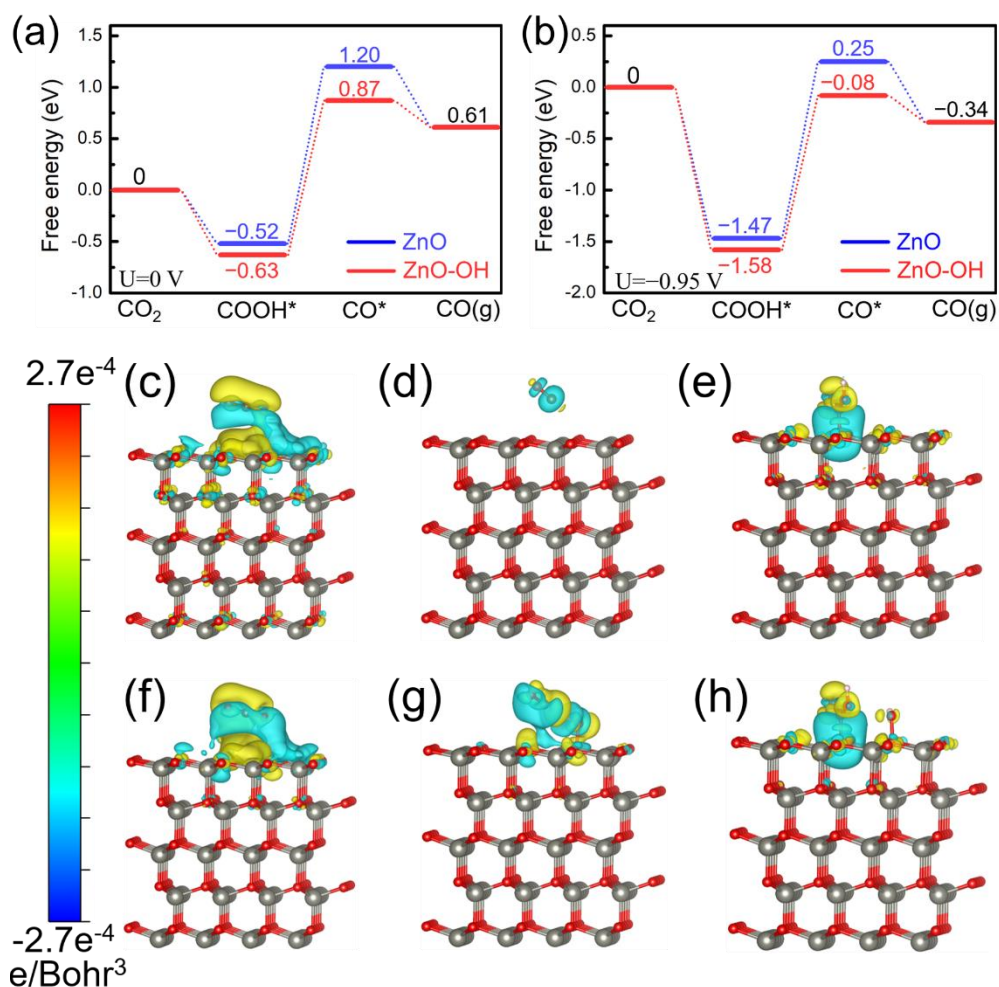 (a)
Free energy (eV)
1.5
1.0
0.5
0.0
-0.5
-1.0
0
−0.52
−0.63
1.20
0.87
0.61
ZnO
ZnO-OH
U=0 V
CO₂ COOH* CO* CO(g)
(b)
Free energy (eV)
0.5
0.0
-0.5
-1.0
-1.5
-2.0
0
−1.47
−1.58
0.25
−0.08
−0.34
ZnO
ZnO-OH
U=−0.95 V
CO₂ COOH* CO* CO(g)
2.7e⁻⁴
-2.7e⁻⁴
e/Bohr³
(c) (d) (e)
(f) (g) (h)